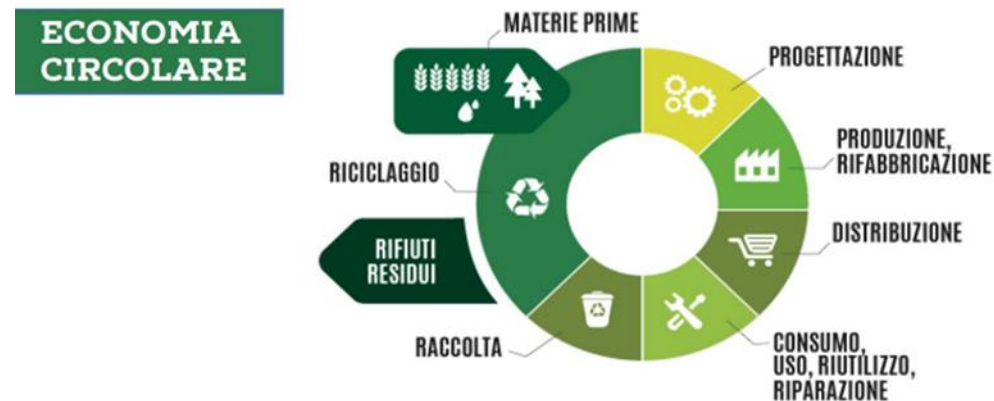 ECONOMIA
CIRCOLARE
MATERIE PRIME
PROGETTAZIONE
PRODUZIONE,
RIFABBRICAZIONE
RICICLAGGIO
DISTRIBUZIONE
RIFIUTI
RESIDUI
RACCOLTA
CONSUMO,
USO, RIUTILIZZO,
RIPARAZIONE